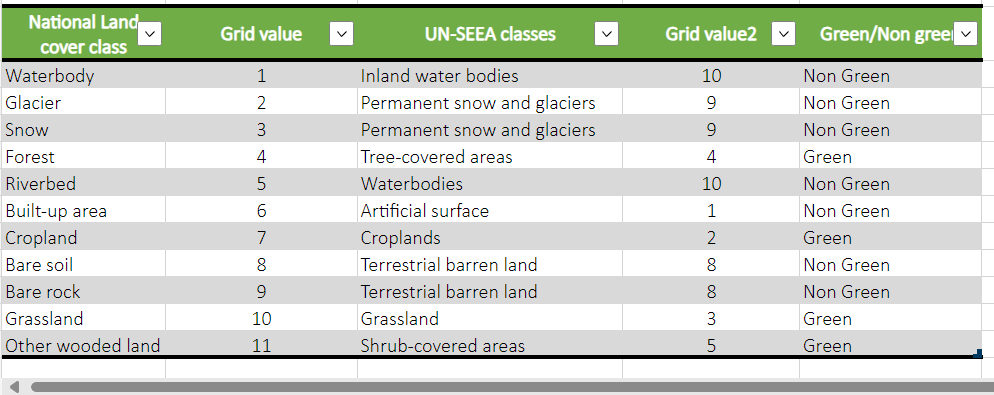 National Land cover class Grid value UN-SEEA classes Grid value2 Green/Non gree
Waterbody 1 Inland water bodies 10 Non Green
Glacier 2 Permanent snow and glaciers 9 Non Green
Snow 3 Permanent snow and glaciers 9 Non Green
Forest 4 Tree-covered areas 4 Green
Riverbed 5 Waterbodies 10 Non Green
Built-up area 6 Artificial surface 1 Non Green
Cropland 7 Croplands 2 Green
Bare soil 8 Terrestrial barren land 8 Non Green
Bare rock 9 Terrestrial barren land 8 Non Green
Grassland 10 Grassland 3 Green
Other wooded land 11 Shrub-covered areas 5 Green